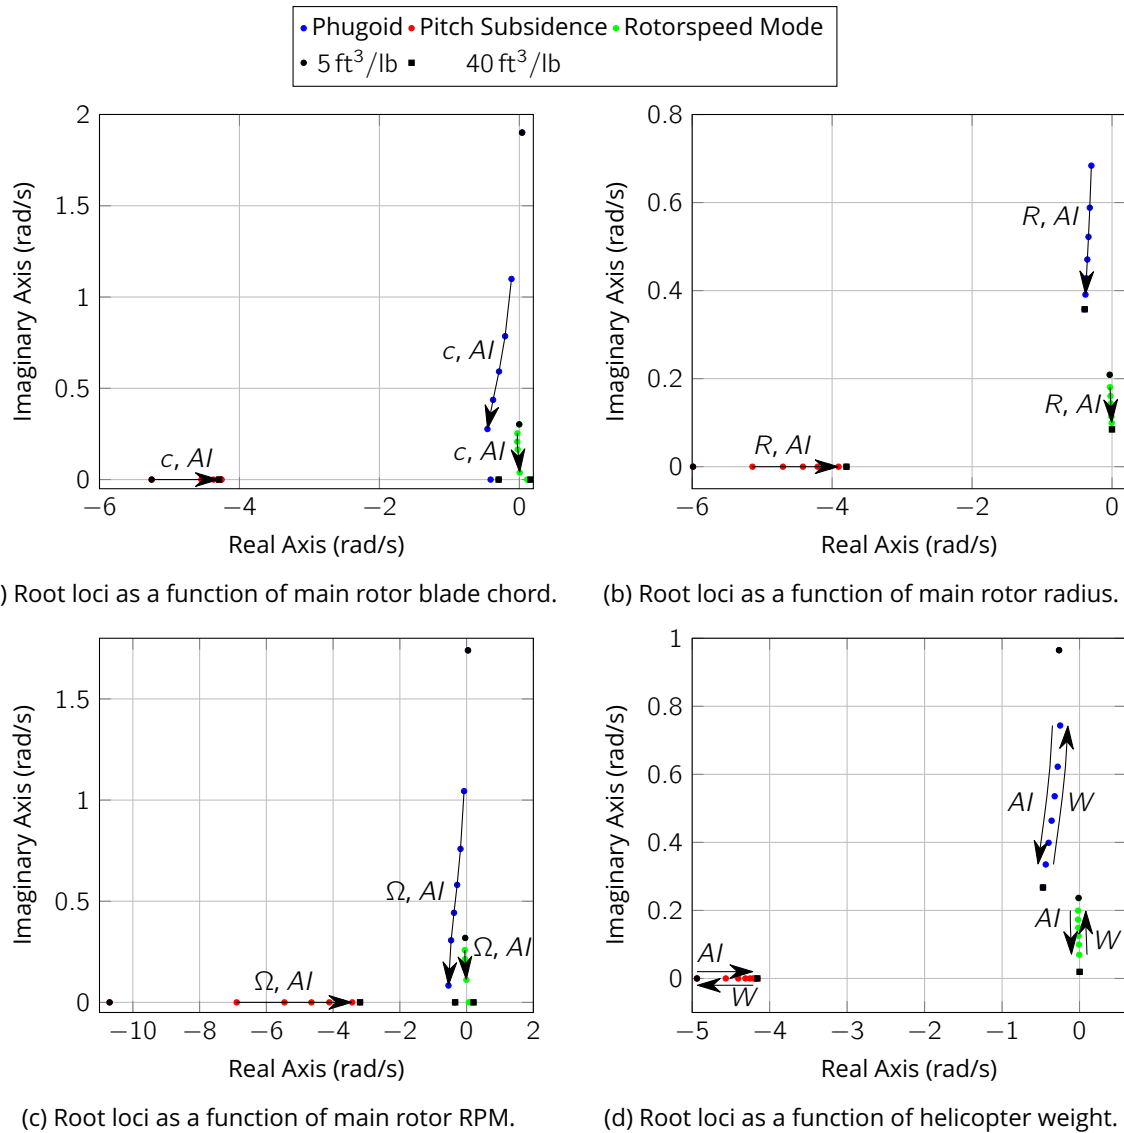 Phugoid Pitch Subsidence Rotorspeed Mode
5 ft³/lb 40 ft³/lb
2
1.5
1
0.5
0
Imaginary Axis (rad/s)
c, AI
c, AI
c, AI
−6 −4 −2 0
Real Axis (rad/s)
) Root loci as a function of main rotor blade chord.
0.8
0.6
0.4
0.2
0
Imaginary Axis (rad/s)
R, AI
R, AI
R, AI
−6 −4 −2 0
Real Axis (rad/s)
(b) Root loci as a function of main rotor radius.
1.5
1
0.5
0
Imaginary Axis (rad/s)
Ω, AI
Ω, AI
Ω, AI
−10 −8 −6 −4 −2 0 2
Real Axis (rad/s)
(c) Root loci as a function of main rotor RPM.
1
0.8
0.6
0.4
0.2
0
Imaginary Axis (rad/s)
AI W
AI W
AI
W
−5 −4 −3 −2 −1 0
Real Axis (rad/s)
(d) Root loci as a function of helicopter weight.